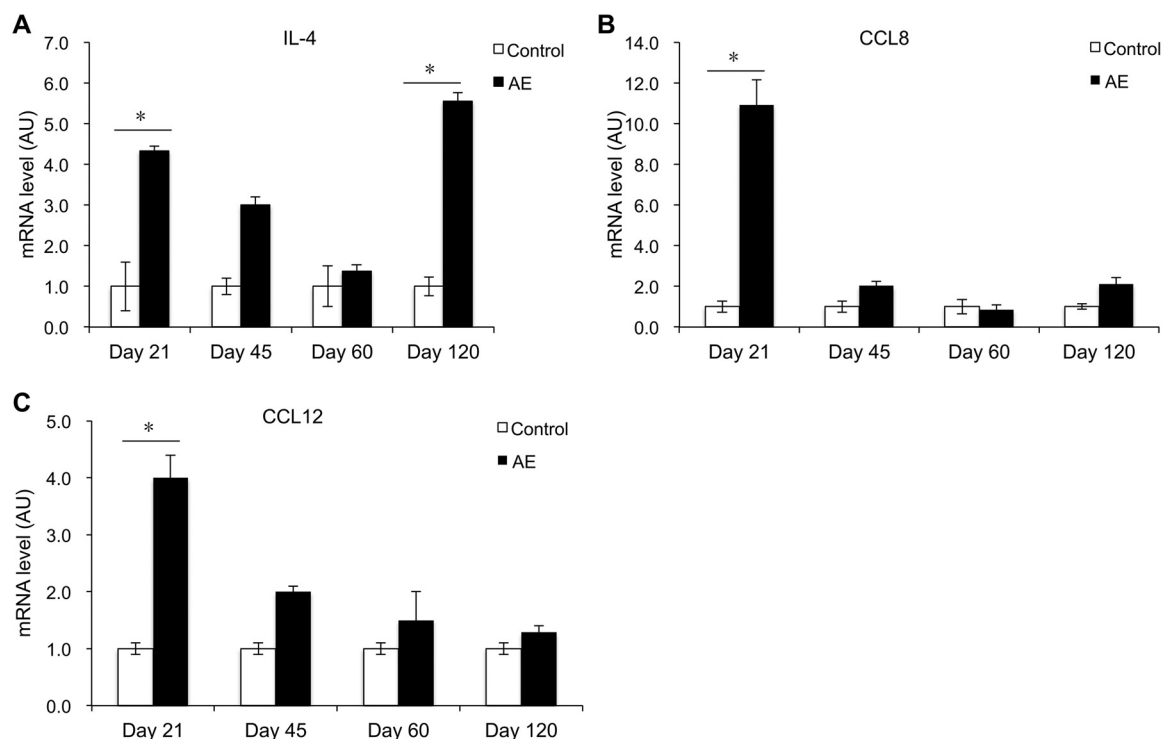 A
IL-4
mRNA level (AU)
7.0
6.0
5.0
4.0
3.0
2.0
1.0
0.0
Control
AE
*
*
Day 21 Day 45 Day 60 Day 120
B
CCL8
mRNA level (AU)
14.0
12.0
10.0
8.0
6.0
4.0
2.0
0.0
Control
AE
*
Day 21 Day 45 Day 60 Day 120
C
CCL12
mRNA level (AU)
5.0
4.0
3.0
2.0
1.0
0.0
Control
AE
*
Day 21 Day 45 Day 60 Day 120